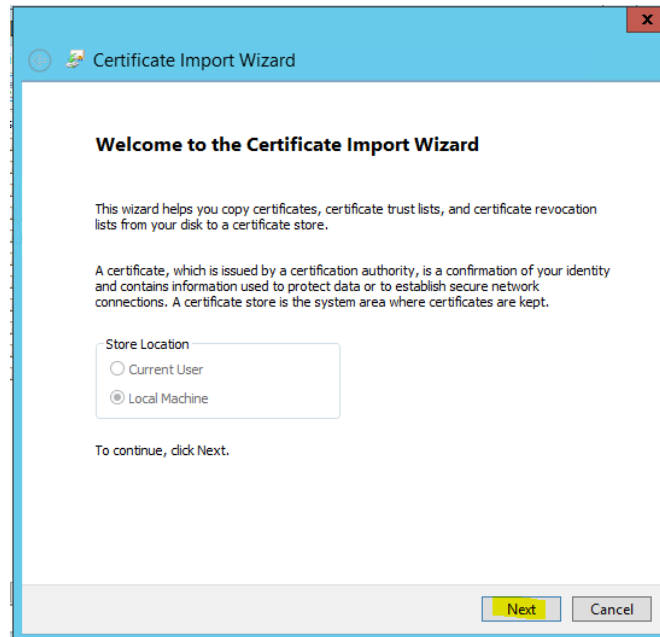 x
Certificate Import Wizard
Welcome to the Certificate Import Wizard
This wizard helps you copy certificates, certificate trust lists, and certificate revocation
lists from your disk to a certificate store.
A certificate, which is issued by a certification authority, is a confirmation of your identity
and contains information used to protect data or to establish secure network
connections. A certificate store is the system area where certificates are kept.
Store Location
Current User
Local Machine
To continue, click Next.
Next Cancel